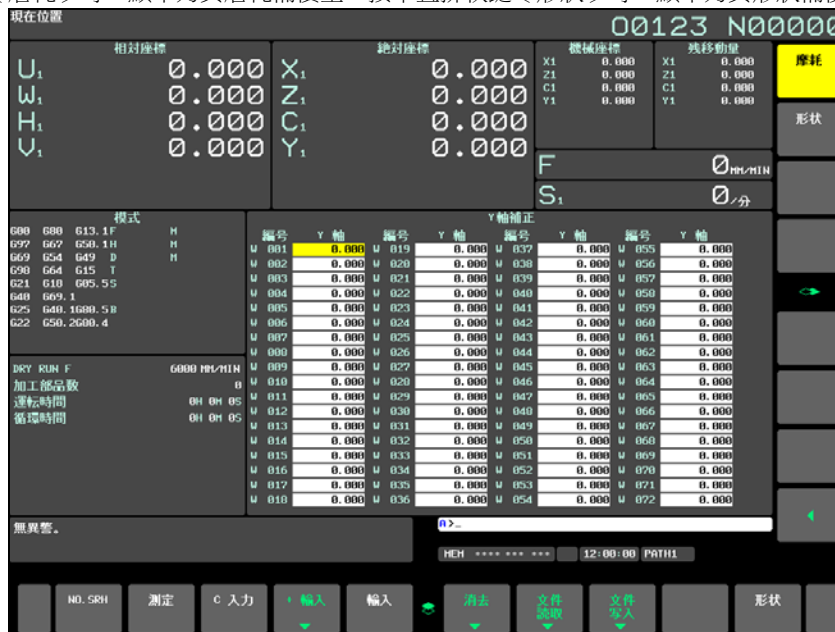 現在位置
O0123 N00000
相対座標
絶対座標
機械座標
残移動量
U1 0.000 X1 0.000 X1 0.000 X1 0.000
W1 0.000 Z1 0.000 Z1 0.000 Z1 0.000
H1 0.000 C1 0.000 C1 0.000 C1 0.000
V1 0.000 Y1 0.000 Y1 0.000 Y1 0.000
F 0MM/MIN
S1 0/分
摩耗
形状
模式
G00 G80 G13.1F M
G97 G67 G50.1H M
G69 G54 G49 D M
G98 G64 G15 T
G21 G18 G05.5S
G40 G69.1
G25 G40.1G80.5B
G22 G50.2G00.4
DRY RUN F 6000 MM/MIN
加工部品数 0
運転時間 0H 0M 0S
循環時間 0H 0M 0S
Y軸補正
編号 Y 軸 編号 Y 軸 編号 Y 軸 編号 Y 軸
W 001 0.000 W 019 0.000 W 037 0.000 W 055 0.000
W 002 0.000 W 020 0.000 W 038 0.000 W 056 0.000
W 003 0.000 W 021 0.000 W 039 0.000 W 057 0.000
W 004 0.000 W 022 0.000 W 040 0.000 W 058 0.000
W 005 0.000 W 023 0.000 W 041 0.000 W 059 0.000
W 006 0.000 W 024 0.000 W 042 0.000 W 060 0.000
W 007 0.000 W 025 0.000 W 043 0.000 W 061 0.000
W 008 0.000 W 026 0.000 W 044 0.000 W 062 0.000
W 009 0.000 W 027 0.000 W 045 0.000 W 063 0.000
W 010 0.000 W 028 0.000 W 046 0.000 W 064 0.000
W 011 0.000 W 029 0.000 W 047 0.000 W 065 0.000
W 012 0.000 W 030 0.000 W 048 0.000 W 066 0.000
W 013 0.000 W 031 0.000 W 049 0.000 W 067 0.000
W 014 0.000 W 032 0.000 W 050 0.000 W 068 0.000
W 015 0.000 W 033 0.000 W 051 0.000 W 069 0.000
W 016 0.000 W 034 0.000 W 052 0.000 W 070 0.000
W 017 0.000 W 035 0.000 W 053 0.000 W 071 0.000
W 018 0.000 W 036 0.000 W 054 0.000 W 072 0.000
無異警。
A>_
MEM **** *** *** 12:00:00 PATH1
NO.SRH 測定 C 入力 + 輸入 輸入 消去 文件読取 文件写入 形状